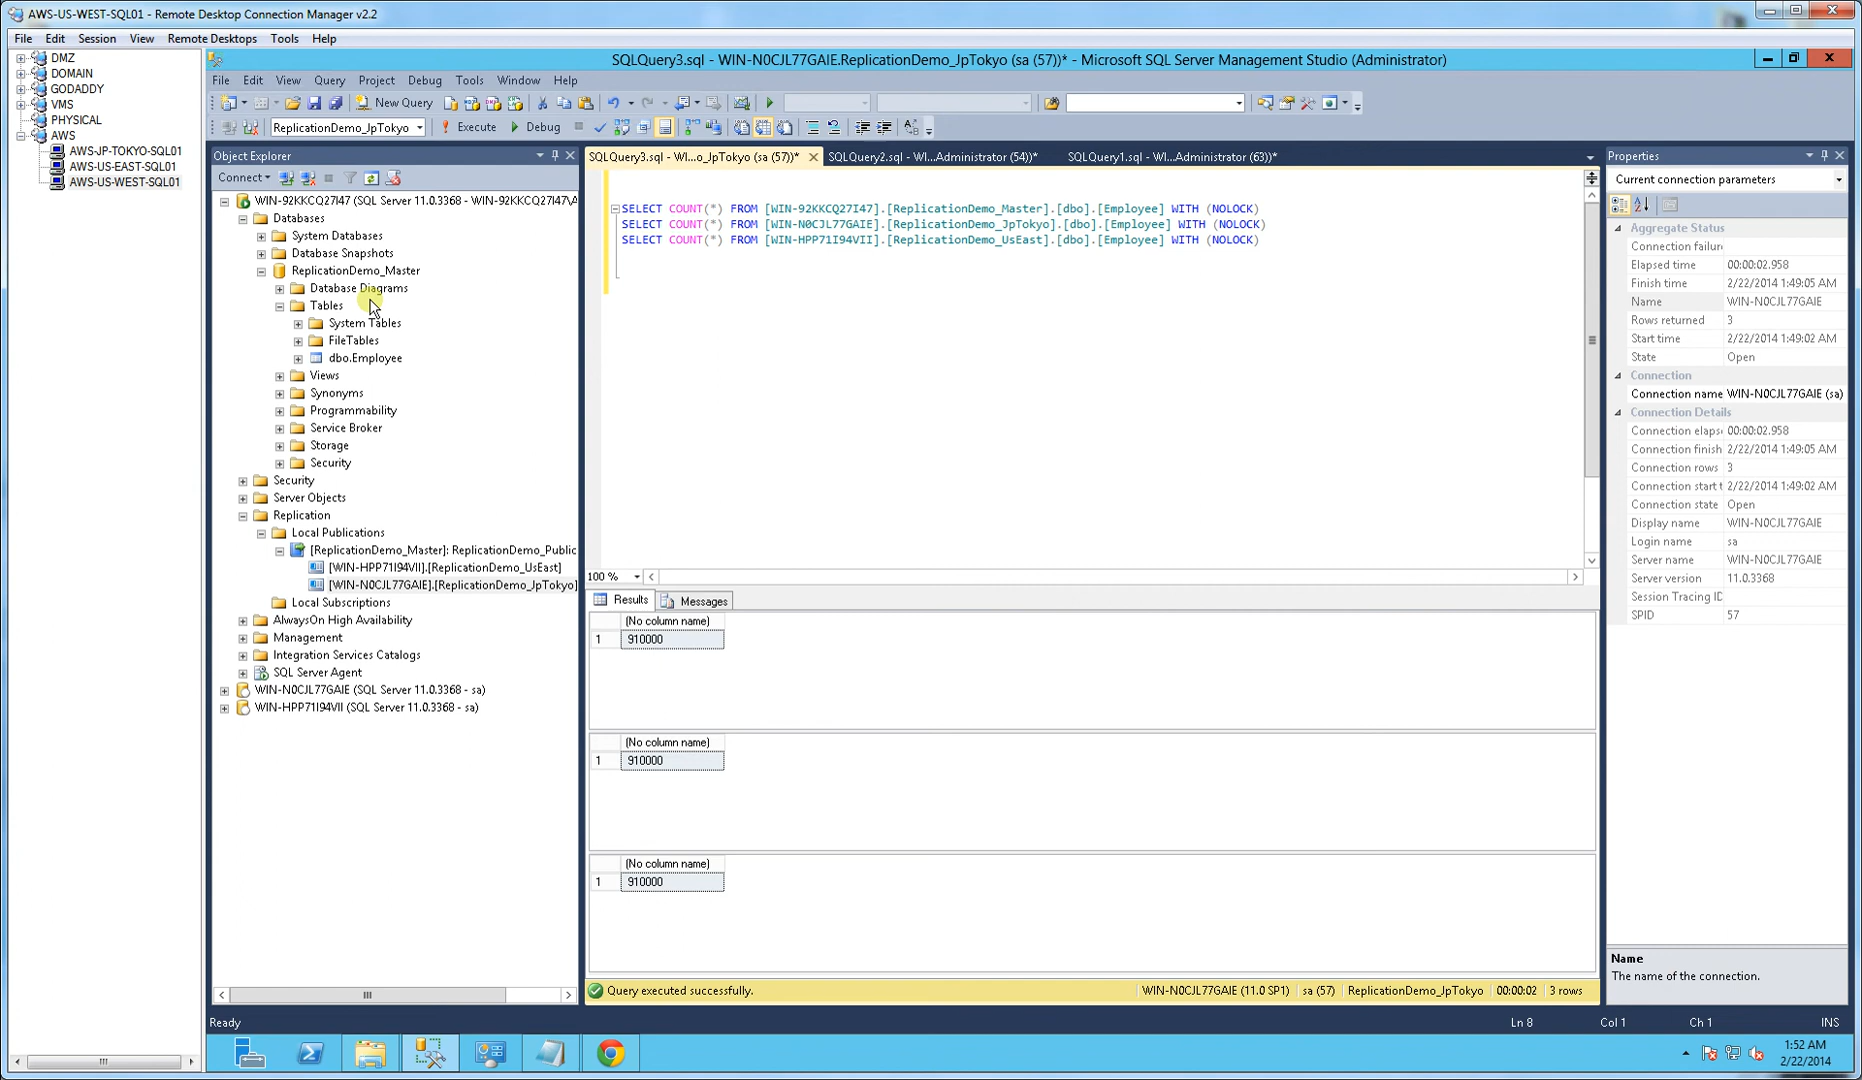 AWS-US-WEST-SQL01 - Remote Desktop Connection Manager v2.2
File Edit Session View Remote Desktops Tools Help
DMZ
DOMAIN
GODADDY
VMS
PHYSICAL
AWS
AWS-JP-TOKYO-SQL01
AWS-US-EAST-SQL01
AWS-US-WEST-SQL01
SQLQuery3.sql - WIN-N0CJL77GAIE.ReplicationDemo_JpTokyo (sa (57))* - Microsoft SQL Server Management Studio (Administrator)
File Edit View Query Project Debug Tools Window Help
New Query
ReplicationDemo_JpTokyo Execute Debug
Object Explorer
Connect
WIN-92KKCQ27I47 (SQL Server 11.0.3368 - WIN-92KKCQ27I47\A
Databases
System Databases
Database Snapshots
ReplicationDemo_Master
Database Diagrams
Tables
System Tables
FileTables
dbo.Employee
Views
Synonyms
Programmability
Service Broker
Storage
Security
Security
Server Objects
Replication
Local Publications
[ReplicationDemo_Master]: ReplicationDemo_Public
[WIN-HPP71I94VII].[ReplicationDemo_UsEast]
[WIN-N0CJL77GAIE].[ReplicationDemo_JpTokyo]
Local Subscriptions
AlwaysOn High Availability
Management
Integration Services Catalogs
SQL Server Agent
WIN-N0CJL77GAIE (SQL Server 11.0.3368 - sa)
WIN-HPP71I94VII (SQL Server 11.0.3368 - sa)
SQLQuery3.sql - WI...o_JpTokyo (sa (57))* SQLQuery2.sql - WI...Administrator (54))* SQLQuery1.sql - WI...Administrator (63))*
SELECT COUNT(*) FROM [WIN-92KKCQ27I47].[ReplicationDemo_Master].[dbo].[Employee] WITH (NOLOCK)
SELECT COUNT(*) FROM [WIN-N0CJL77GAIE].[ReplicationDemo_JpTokyo].[dbo].[Employee] WITH (NOLOCK)
SELECT COUNT(*) FROM [WIN-HPP71I94VII].[ReplicationDemo_UsEast].[dbo].[Employee] WITH (NOLOCK)
100 %
Results Messages
(No column name)
1 910000
(No column name)
1 910000
(No column name)
1 910000
Query executed successfully. WIN-N0CJL77GAIE (11.0 SP1) sa (57) ReplicationDemo_JpTokyo 00:00:02 3 rows
Properties
Current connection parameters
Aggregate Status
Connection failure
Elapsed time 00:00:02.958
Finish time 2/22/2014 1:49:05 AM
Name WIN-N0CJL77GAIE
Rows returned 3
Start time 2/22/2014 1:49:02 AM
State Open
Connection
Connection name WIN-N0CJL77GAIE (sa)
Connection Details
Connection elaps 00:00:02.958
Connection finish 2/22/2014 1:49:05 AM
Connection rows 3
Connection start t 2/22/2014 1:49:02 AM
Connection state Open
Display name WIN-N0CJL77GAIE
Login name sa
Server name WIN-N0CJL77GAIE
Server version 11.0.3368
Session Tracing ID
SPID 57
Name
The name of the connection.
Ready Ln 8 Col 1 Ch 1 INS
1:52 AM
2/22/2014